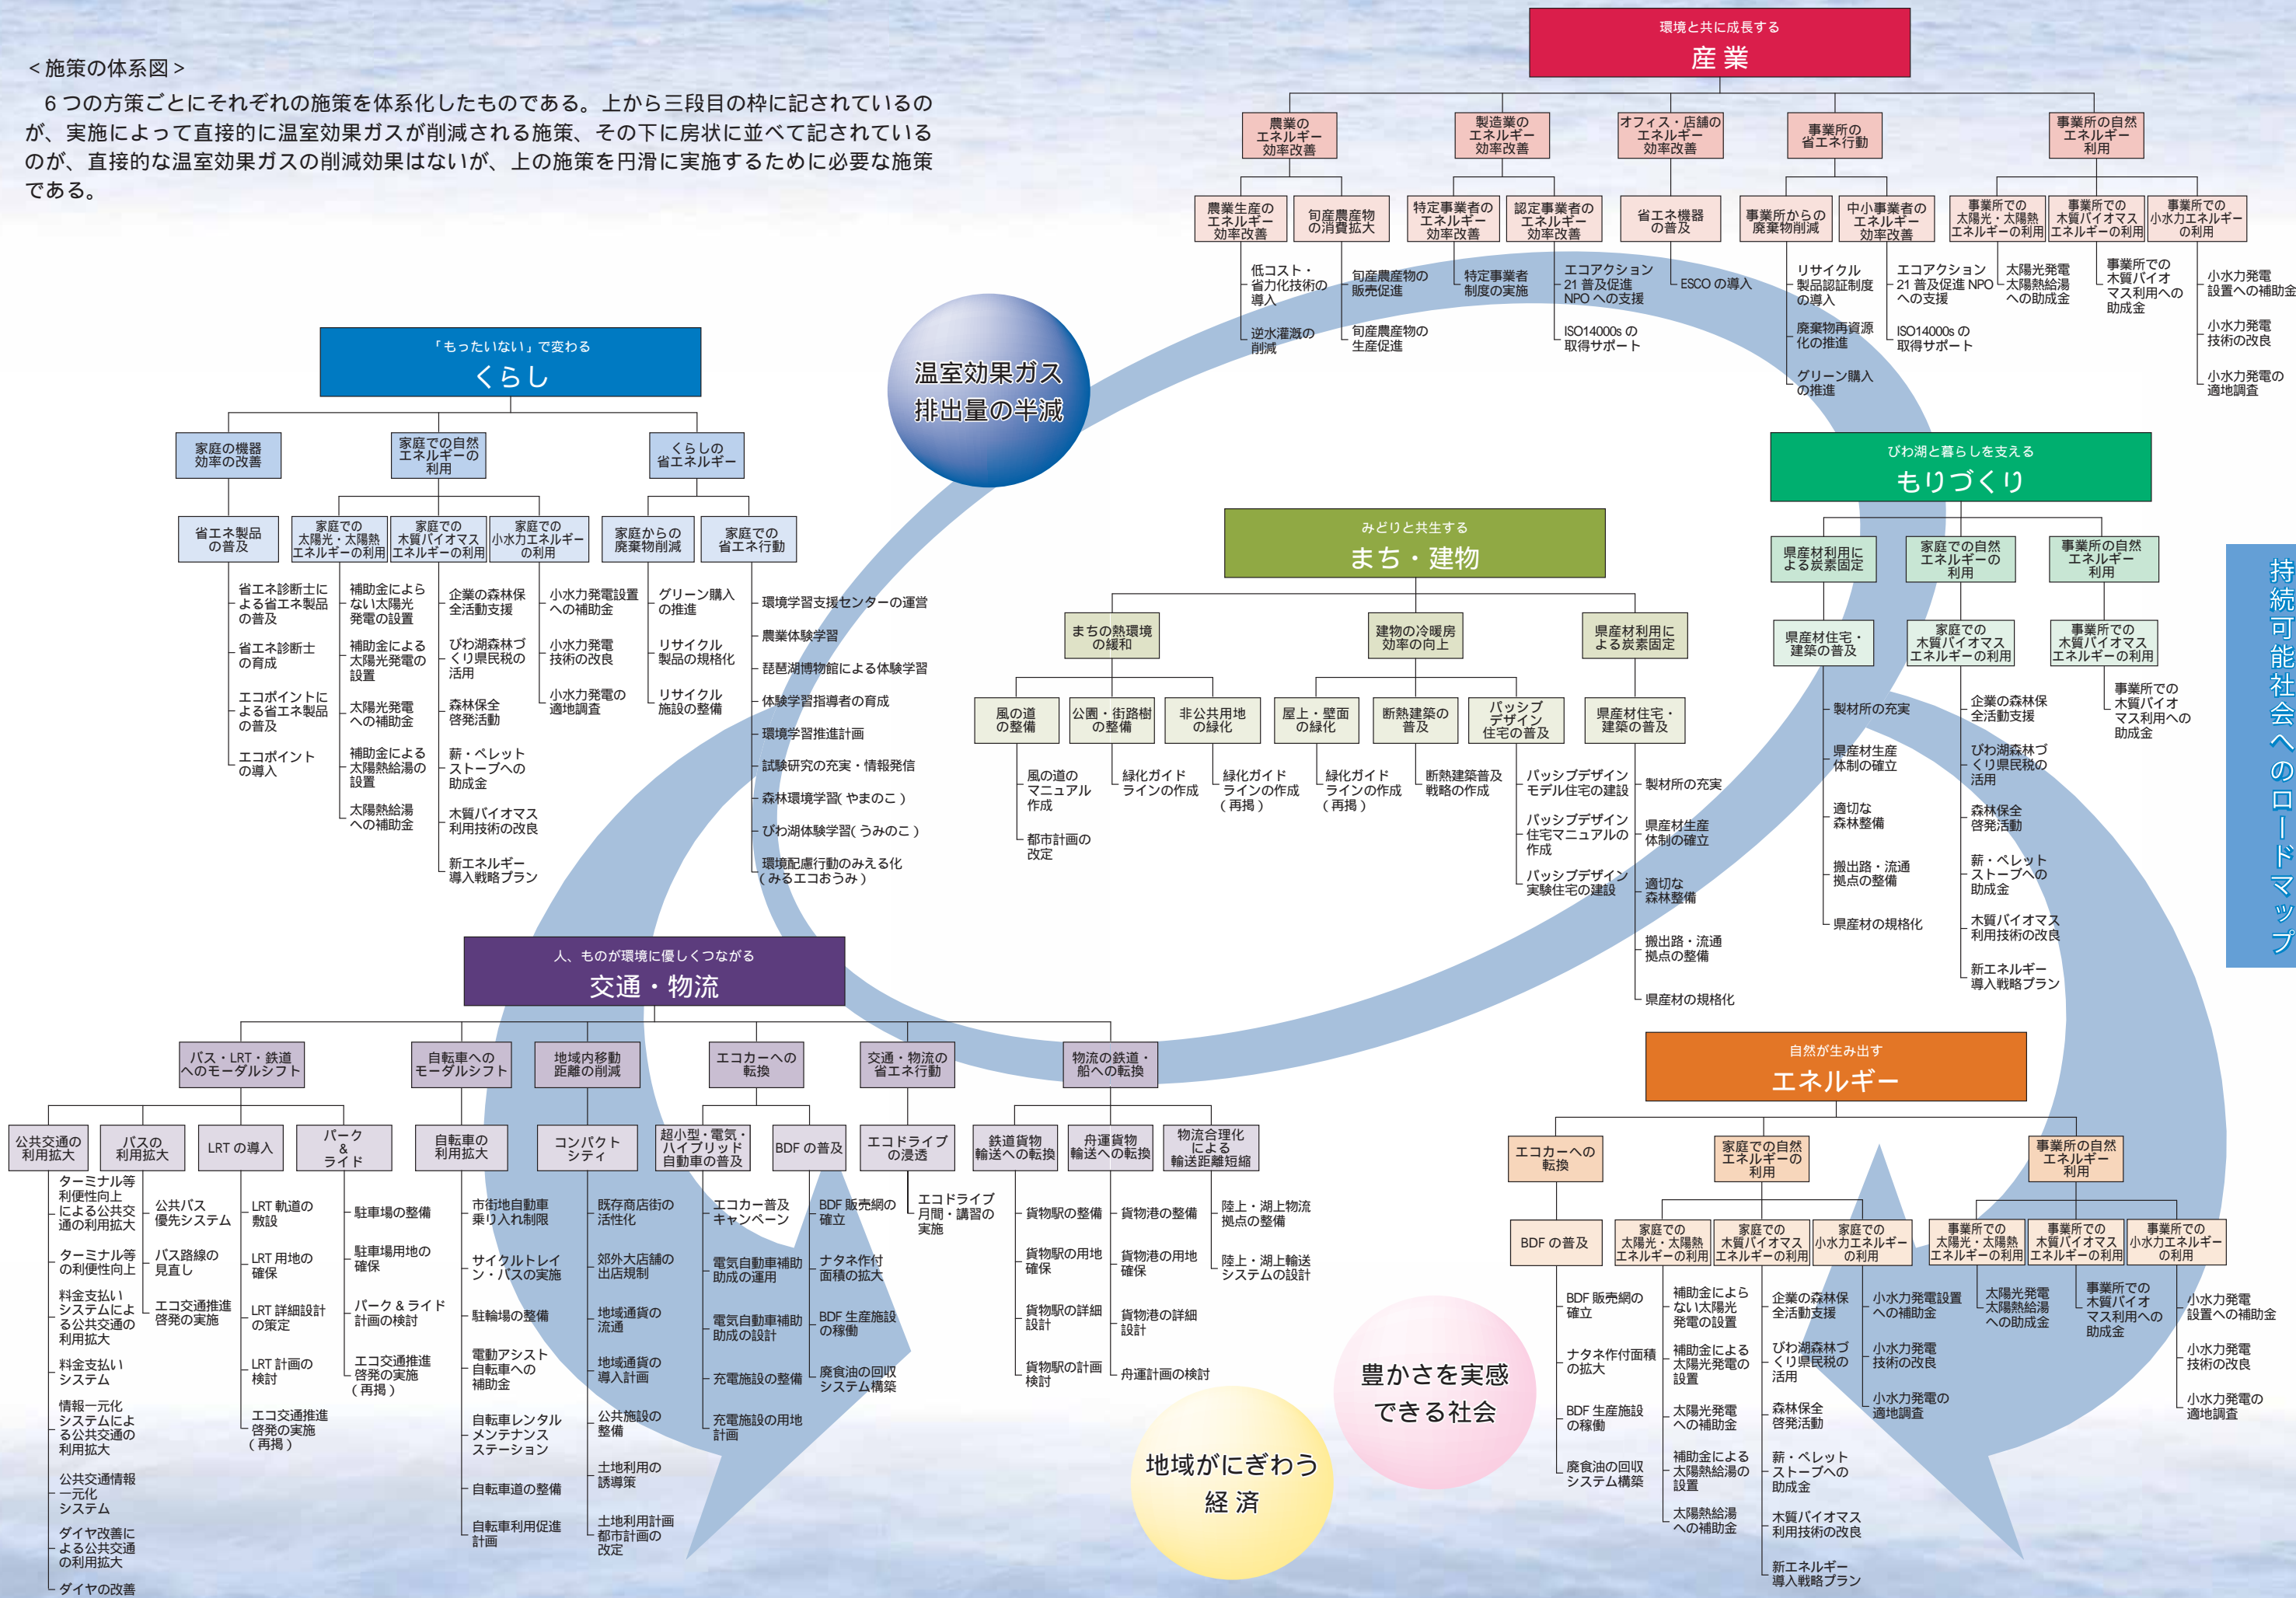 <施策の体系図>
6つの方策ごとにそれぞれの施策を体系化したものである。上から三段目の枠に記されているの
が、実施によって直接的に温室効果ガスが削減される施策、その下に房状に並べて記されている
のが、直接的な温室効果ガスの削減効果はないが、上の施策を円滑に実施するために必要な施策
である。
環境と共に成長する
産業
農業の
エネルギー
効率改善
製造業の
エネルギー
効率改善
オフィス・店舗の
エネルギー
効率改善
事業所の
省エネ行動
事業所の自然
エネルギー
利用
農業生産の
エネルギー
効率改善
旬産農産物
の消費拡大
特定事業者の
エネルギー
効率改善
認定事業者の
エネルギー
効率改善
省エネ機器
の普及
事業所からの
廃棄物削減
中小事業者の
エネルギー
効率改善
事業所での
太陽光・太陽熱
エネルギーの利用
事業所での
木質バイオマス
エネルギーの利用
事業所での
小水力エネルギー
の利用
低コスト・
省力化技術の
導入
逆水灌漑の
削減
旬産農産物の
販売促進
旬産農産物の
生産促進
特定事業者
制度の実施
エコアクション
21 普及促進
NPO への支援
ISO14000s の
取得サポート
ESCO の導入
リサイクル
製品認証制度
の導入
廃棄物再資源
化の推進
グリーン購入
の推進
エコアクション
21 普及促進 NPO
への支援
ISO14000s の
取得サポート
太陽光発電
太陽熱給湯
への助成金
事業所での
木質バイオ
マス利用への
助成金
小水力発電
設置への補助金
小水力発電
技術の改良
小水力発電の
適地調査
温室効果ガス
排出量の半減
「もったいない」で変わる
くらし
家庭の機器
効率の改善
家庭での自然
エネルギーの
利用
くらしの
省エネルギー
省エネ製品
の普及
家庭での
太陽光・太陽熱
エネルギーの利用
家庭での
木質バイオマス
エネルギーの利用
家庭での
小水力エネルギー
の利用
家庭からの
廃棄物削減
家庭での
省エネ行動
省エネ診断士に
よる省エネ製品
の普及
省エネ診断士
の育成
エコポイントに
よる省エネ製品
の普及
エコポイント
の導入
補助金によら
ない太陽光
発電の設置
補助金による
太陽光発電の
設置
太陽光発電
への補助金
補助金による
太陽熱給湯の
設置
太陽熱給湯
への補助金
企業の森林保
全活動支援
びわ湖森林づ
くり県民税の
活用
森林保全
啓発活動
薪・ペレット
ストーブへの
助成金
木質バイオマス
利用技術の改良
新エネルギー
導入戦略プラン
小水力発電設置
への補助金
小水力発電
技術の改良
小水力発電の
適地調査
グリーン購入
の推進
リサイクル
製品の規格化
リサイクル
施設の整備
環境学習支援センターの運営
農業体験学習
琵琶湖博物館による体験学習
体験学習指導者の育成
環境学習推進計画
試験研究の充実・情報発信
森林環境学習(やまのこ)
びわ湖体験学習(うみのこ)
環境配慮行動のみえる化
(みるエコおうみ)
みどりと共生する
まち・建物
まちの熱環境
の緩和
建物の冷暖房
効率の向上
県産材利用に
よる炭素固定
風の道
の整備
公園・街路樹
の整備
非公共用地
の緑化
屋上・壁面
の緑化
断熱建築の
普及
パッシブ
デザイン
住宅の普及
県産材住宅・
建築の普及
風の道の
マニュアル
作成
都市計画の
改定
緑化ガイド
ラインの作成
緑化ガイド
ラインの作成
(再掲)
緑化ガイド
ラインの作成
(再掲)
断熱建築普及
戦略の作成
パッシブデザイン
モデル住宅の建設
パッシブデザイン
住宅マニュアルの
作成
パッシブデザイン
実験住宅の建設
製材所の充実
県産材生産
体制の確立
適切な
森林整備
搬出路・流通
拠点の整備
県産材の規格化
びわ湖と暮らしを支える
もりづくり
県産材利用に
よる炭素固定
家庭での自然
エネルギーの
利用
事業所の自然
エネルギー
利用
県産材住宅・
建築の普及
家庭での
木質バイオマス
エネルギーの利用
事業所での
木質バイオマス
エネルギーの利用
製材所の充実
県産材生産
体制の確立
適切な
森林整備
搬出路・流通
拠点の整備
県産材の規格化
企業の森林保
全活動支援
びわ湖森林づ
くり県民税の
活用
森林保全
啓発活動
薪・ペレット
ストーブへの
助成金
木質バイオマス
利用技術の改良
新エネルギー
導入戦略プラン
事業所での
木質バイオ
マス利用への
助成金
持続可能社会へのロードマップ
人、ものが環境に優しくつながる
交通・物流
バス・LRT・鉄道
へのモーダルシフト
自転車への
モーダルシフト
地域内移動
距離の削減
エコカーへの
転換
交通・物流の
省エネ行動
物流の鉄道・
船への転換
公共交通の
利用拡大
バスの
利用拡大
LRT の導入
パーク
&
ライド
自転車の
利用拡大
コンパクト
シティ
超小型・電気・
ハイブリッド
自動車の普及
BDF の普及
エコドライブ
の浸透
鉄道貨物
輸送への転換
舟運貨物
輸送への転換
物流合理化
による
輸送距離短縮
ターミナル等
利便性向上
による公共交
通の利用拡大
ターミナル等
の利便性向上
料金支払い
システムによ
る公共交通の
利用拡大
料金支払い
システム
情報一元化
システムによ
る公共交通の
利用拡大
公共交通情報
一元化
システム
ダイヤ改善に
よる公共交通
の利用拡大
ダイヤの改善
公共バス
優先システム
バス路線の
見直し
エコ交通推進
啓発の実施
LRT 軌道の
敷設
LRT 用地の
確保
LRT 詳細設計
の策定
LRT 計画の
検討
エコ交通推進
啓発の実施
(再掲)
駐車場の整備
駐車場用地の
確保
パーク&ライド
計画の検討
エコ交通推進
啓発の実施
(再掲)
市街地自動車
乗り入れ制限
サイクルトレイ
ン・バスの実施
駐輪場の整備
電動アシスト
自転車への
補助金
自転車レンタル
メンテナンス
ステーション
自転車道の整備
自転車利用促進
計画
既存商店街の
活性化
郊外大店舗の
出店規制
地域通貨の
流通
地域通貨の
導入計画
公共施設の
整備
土地利用の
誘導策
土地利用計画
都市計画の
改定
エコカー普及
キャンペーン
電気自動車補助
助成の運用
電気自動車補助
助成の設計
充電施設の整備
充電施設の用地
計画
BDF 販売網の
確立
ナタネ作付
面積の拡大
BDF 生産施設
の稼働
廃食油の回収
システム構築
エコドライブ
月間・講習の
実施
貨物駅の整備
貨物駅の用地
確保
貨物駅の詳細
設計
貨物駅の計画
検討
貨物港の整備
貨物港の用地
確保
貨物港の詳細
設計
舟運計画の検討
陸上・湖上物流
拠点の整備
陸上・湖上輸送
システムの設計
地域がにぎわう
経済
豊かさを実感
できる社会
自然が生み出す
エネルギー
エコカーへの
転換
家庭での自然
エネルギーの
利用
事業所の自然
エネルギー
利用
BDF の普及
家庭での
太陽光・太陽熱
エネルギーの利用
家庭での
木質バイオマス
エネルギーの利用
家庭での
小水力エネルギー
の利用
事業所での
太陽光・太陽熱
エネルギーの利用
事業所での
木質バイオマス
エネルギーの利用
事業所での
小水力エネルギー
の利用
BDF 販売網の
確立
ナタネ作付面積
の拡大
BDF 生産施設
の稼働
廃食油の回収
システム構築
補助金によら
ない太陽光
発電の設置
補助金による
太陽光発電の
設置
太陽光発電
への補助金
補助金による
太陽熱給湯の
設置
太陽熱給湯
への補助金
企業の森林保
全活動支援
びわ湖森林づ
くり県民税の
活用
森林保全
啓発活動
薪・ペレット
ストーブへの
助成金
木質バイオマス
利用技術の改良
新エネルギー
導入戦略プラン
小水力発電設置
への補助金
小水力発電
技術の改良
小水力発電の
適地調査
太陽光発電
太陽熱給湯
への助成金
事業所での
木質バイオ
マス利用への
助成金
小水力発電
設置への補助金
小水力発電
技術の改良
小水力発電の
適地調査